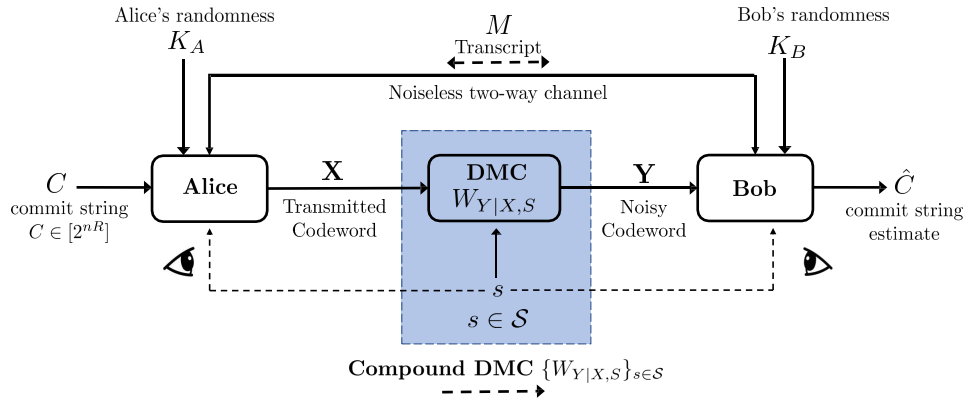 Alice's randomness
K_A
M
Transcript
Bob's randomness
K_B
Noiseless two-way channel
C
commit string
C ∈ [2^{nR}]
Alice
X
Transmitted
Codeword
DMC
W_{Y|X,S}
Y
Noisy
Codeword
Bob
Ĉ
commit string
estimate
s
s ∈ 𝒮
Compound DMC {W_{Y|X,S}}_{s∈𝒮}